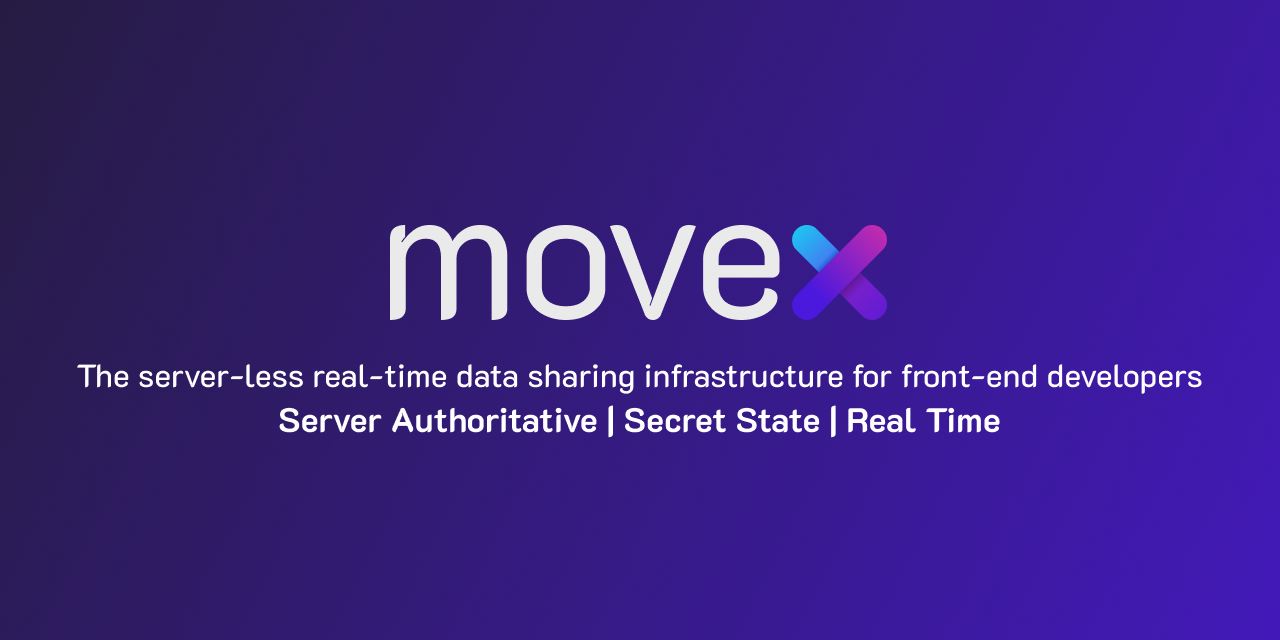 movex
The server-less real-time data sharing infrastructure for front-end developers
Server Authoritative | Secret State | Real Time